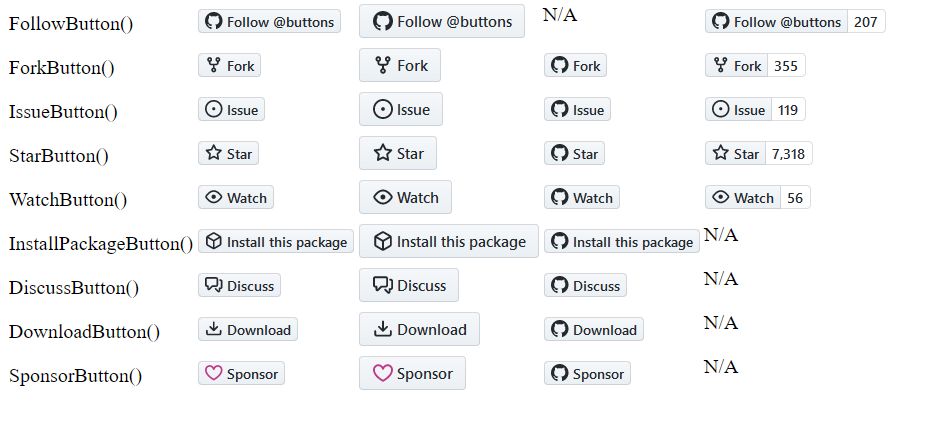 FollowButton() Follow @buttons Follow @buttons N/A Follow @buttons 207
ForkButton() Fork Fork Fork Fork 355
IssueButton() Issue Issue Issue Issue 119
StarButton() Star Star Star Star 7,318
WatchButton() Watch Watch Watch Watch 56
InstallPackageButton() Install this package Install this package Install this package N/A
DiscussButton() Discuss Discuss Discuss N/A
DownloadButton() Download Download Download N/A
SponsorButton() Sponsor Sponsor Sponsor N/A